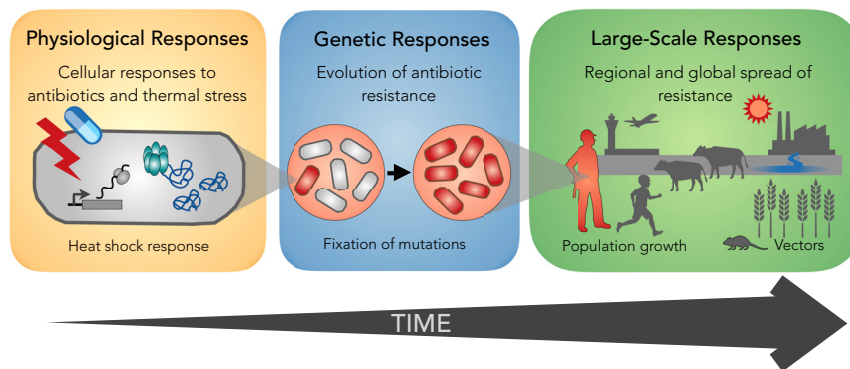 Physiological Responses
Cellular responses to
antibiotics and thermal stress
Heat shock response
Genetic Responses
Evolution of antibiotic
resistance
Fixation of mutations
Large-Scale Responses
Regional and global spread of
resistance
Population growth
Vectors
TIME